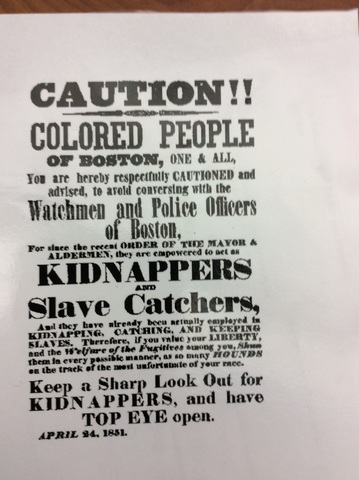 CAUTION!!
COLORED PEOPLE
OF BOSTON, ONE & ALL,
You are hereby respectfully CAUTIONED and
advised, to avoid conversing with the
Watchmen and Police Officers
of Boston,
For since the recent ORDER OF THE MAYOR &
ALDERMEN, they are empowered to act as
KIDNAPPERS
AND
Slave Catchers,
And they have already been actually employed in
KIDNAPPING, CATCHING, AND KEEPING
SLAVES. Therefore, if you value your LIBERTY,
and the Welfare of the Fugitives among you, Shun
them in every possible manner, as so many HOUNDS
on the track of the most unfortunate of your race.
Keep a Sharp Look Out for
KIDNAPPERS, and have
TOP EYE open.
APRIL 24, 1851.